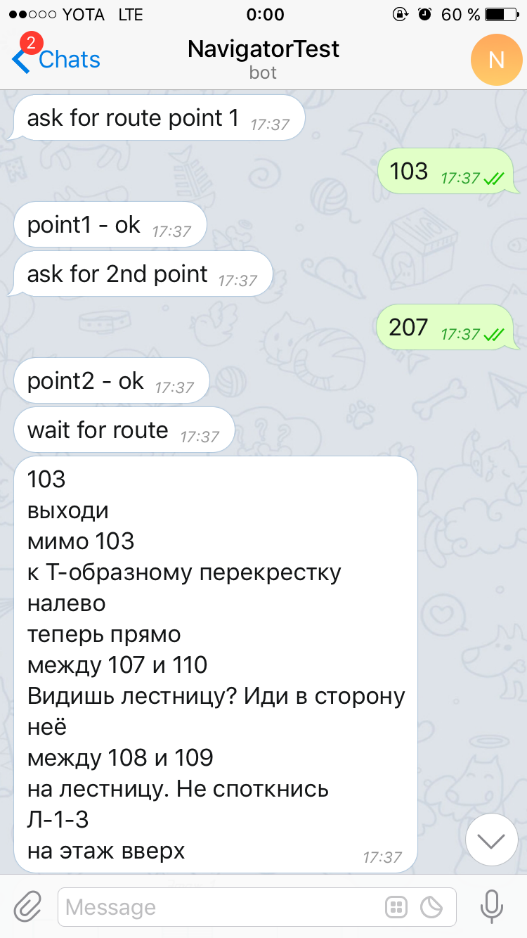 YOTA LTE 0:00 60 %
2
Chats NavigatorTest N
bot
ask for route point 1 17:37
103 17:37
point1 - ok 17:37
ask for 2nd point 17:37
207 17:37
point2 - ok 17:37
wait for route 17:37
103
выходи
мимо 103
к Т-образному перекрестку
налево
теперь прямо
между 107 и 110
Видишь лестницу? Иди в сторону
неё
между 108 и 109
на лестницу. Не споткнись
Л-1-3
на этаж вверх 17:37
Message